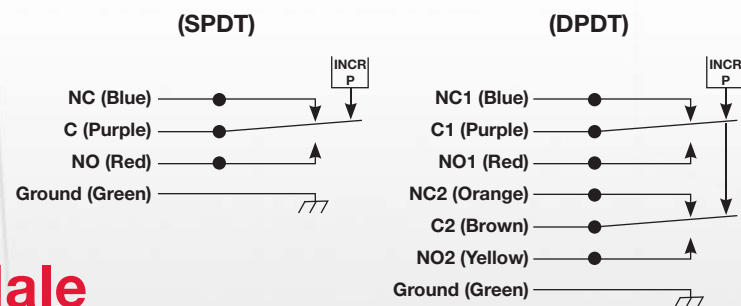 (SPDT)
INCR
P
NC (Blue)
C (Purple)
NO (Red)
Ground (Green)
(DPDT)
INCR
P
NC1 (Blue)
C1 (Purple)
NO1 (Red)
NC2 (Orange)
C2 (Brown)
NO2 (Yellow)
Ground (Green)